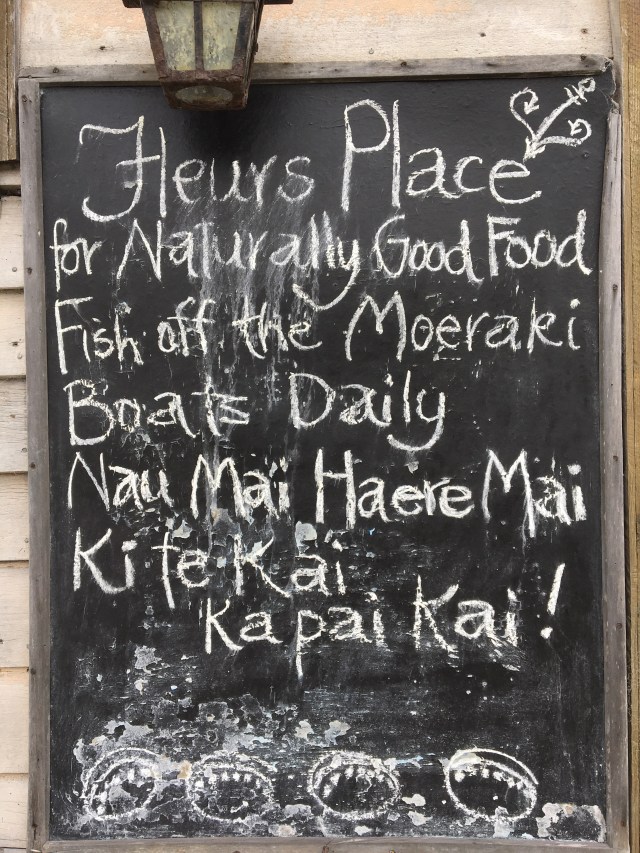 Fleurs Place
for Naturally Good Food
Fish off the Moeraki
Boats Daily
Nau Mai Haere Mai
Ki te Kai
Kapai Kai!